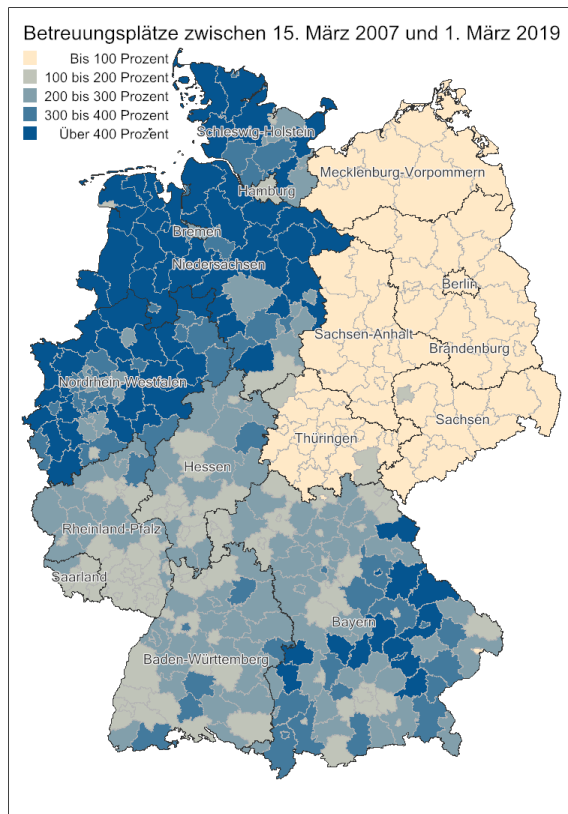 Betreuungsplätze zwischen 15. März 2007 und 1. März 2019
Bis 100 Prozent
100 bis 200 Prozent
200 bis 300 Prozent
300 bis 400 Prozent
Über 400 Prozent
Schleswig-Holstein
Mecklenburg-Vorpommern
Hamburg
Bremen
Niedersächsen
Berlin
Sachsen-Anhalt
Brandenburg
Nordrhein-Westfalen
Sachsen
Thüringen
Hessen
Rheinland-Pfalz
Saarland
Bayern
Baden-Württemberg